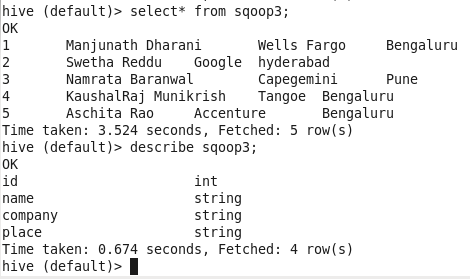 hive (default)> select* from sqoop3;
OK
1	Manjunath Dharani	Wells Fargo	Bengaluru
2	Swetha Reddu	Google	hyderabad
3	Namrata Baranwal	Capegemini	Pune
4	KaushalRaj Munikrish	Tangoe	Bengaluru
5	Aschita Rao	Accenture	Bengaluru
Time taken: 3.524 seconds, Fetched: 5 row(s)
hive (default)> describe sqoop3;
OK
id	int
name	string
company	string
place	string
Time taken: 0.674 seconds, Fetched: 4 row(s)
hive (default)>